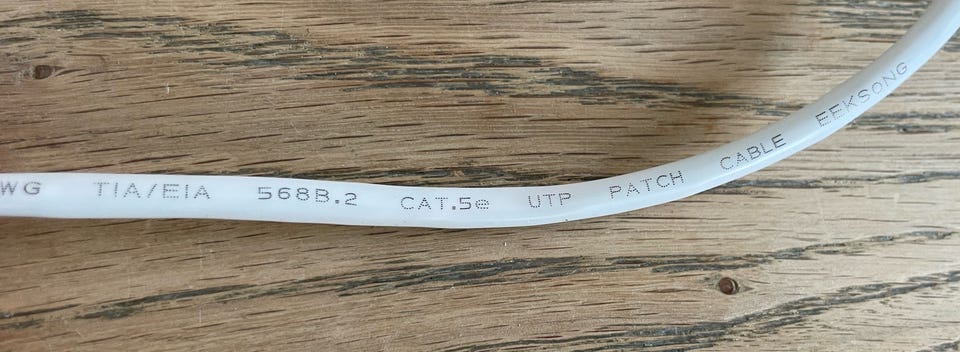 WG TIA/EIA 568B.2 CAT.5e UTP PATCH CABLE EEKSONG